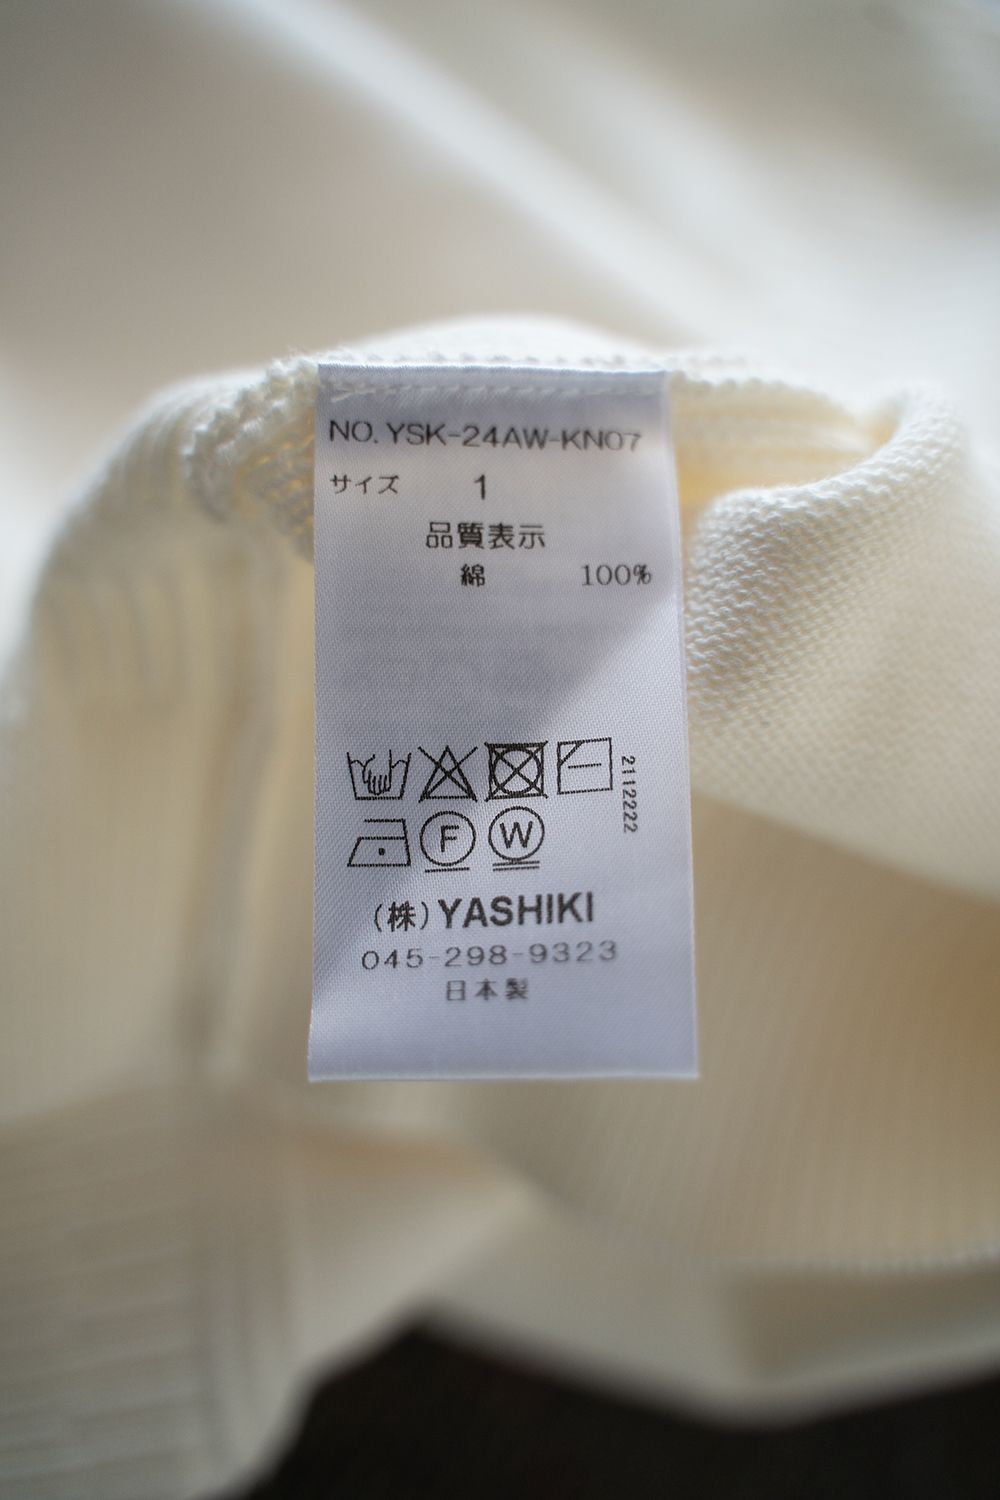 NO. YSK-24AW-KN07
サイズ 1
品質表示
綿 100%
2112222
F W
(株) YASHIKI
045-298-9323
日本製